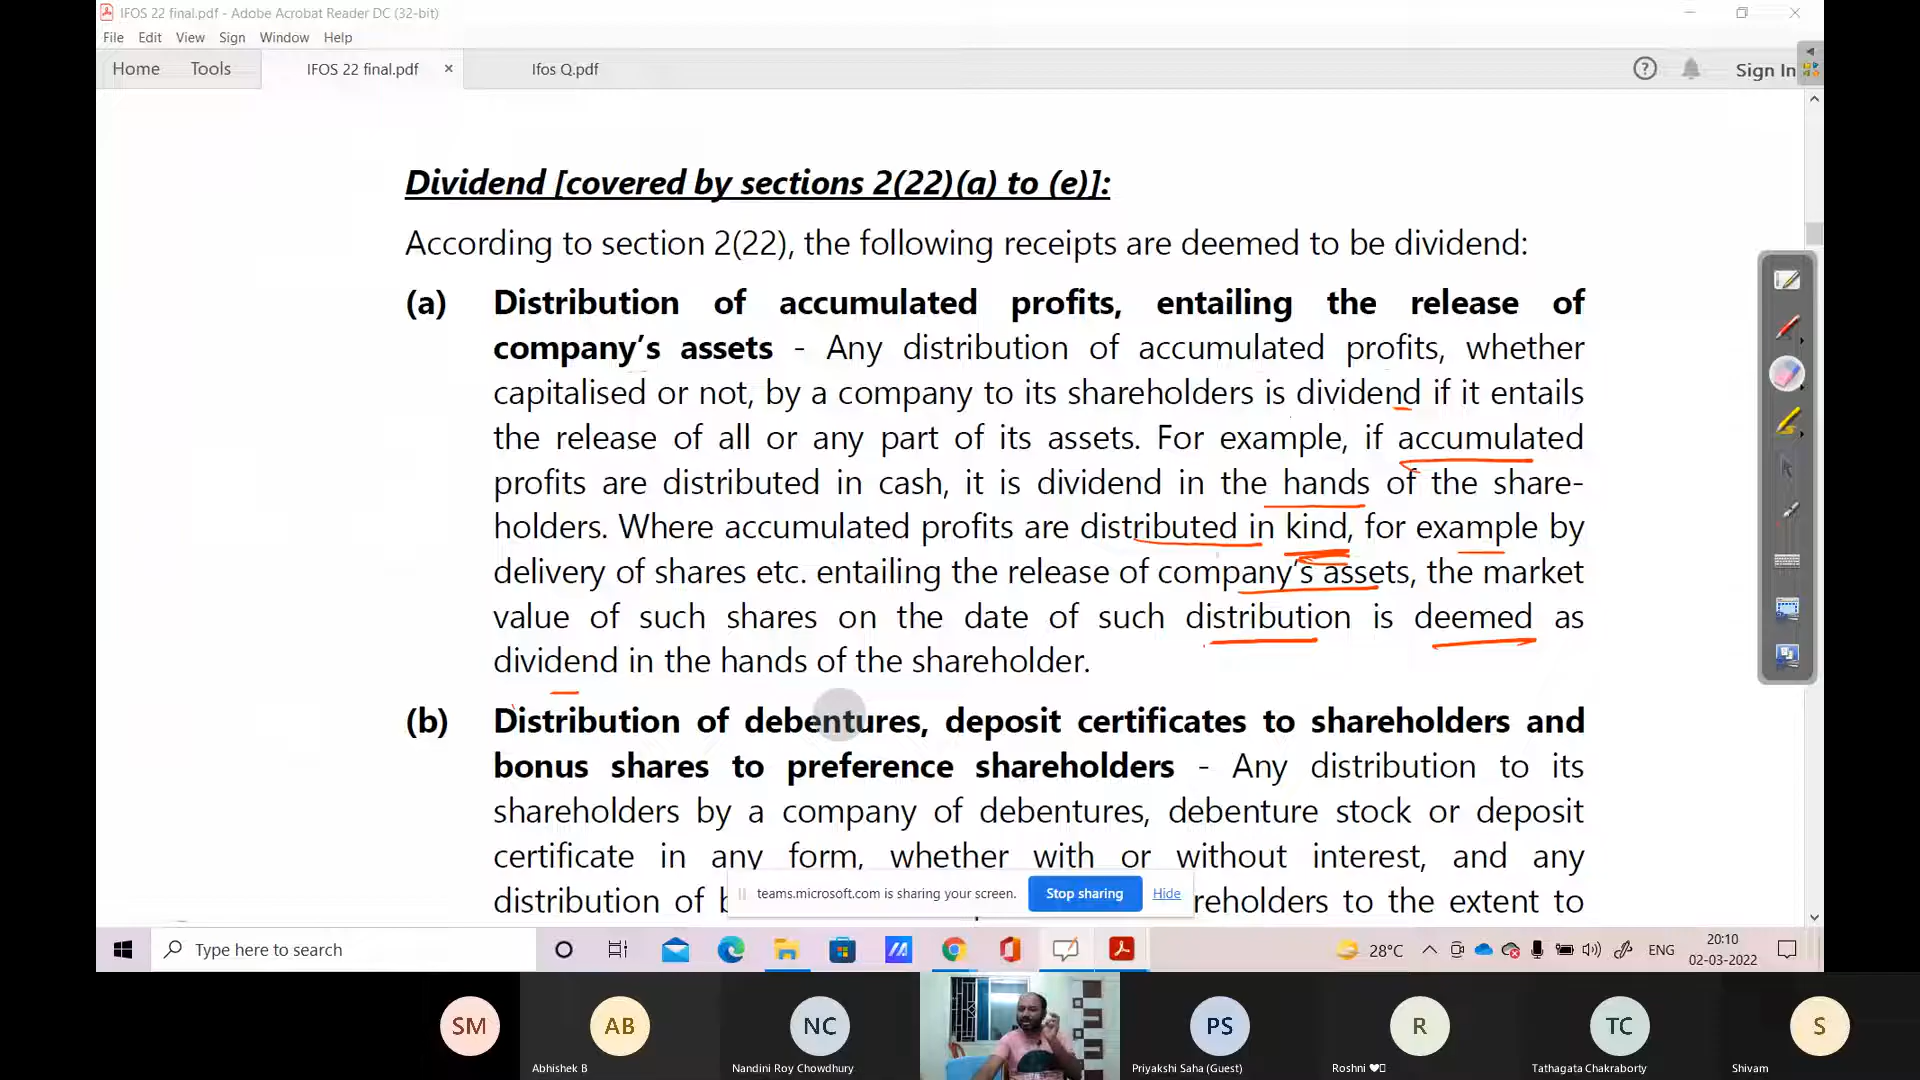 IFOS 22 final.pdf - Adobe Acrobat Reader DC (32-bit)
File Edit View Sign Window Help
Home Tools IFOS 22 final.pdf × Ifos Q.pdf ? Sign In
Dividend [covered by sections 2(22)(a) to (e)]:
According to section 2(22), the following receipts are deemed to be dividend:
(a) Distribution of accumulated profits, entailing the release of
company's assets - Any distribution of accumulated profits, whether
capitalised or not, by a company to its shareholders is dividend if it entails
the release of all or any part of its assets. For example, if accumulated
profits are distributed in cash, it is dividend in the hands of the share-
holders. Where accumulated profits are distributed in kind, for example by
delivery of shares etc. entailing the release of company's assets, the market
value of such shares on the date of such distribution is deemed as
dividend in the hands of the shareholder.
(b) Distribution of debentures, deposit certificates to shareholders and
bonus shares to preference shareholders - Any distribution to its
shareholders by a company of debentures, debenture stock or deposit
certificate in any form, whether with or without interest, and any
distribution of reholders to the extent to
teams.microsoft.com is sharing your screen. Stop sharing Hide
Type here to search 28°C ENG 20:10
02-03-2022
SM AB NC PS R TC S
Abhishek B Nandini Roy Chowdhury Priyakshi Saha (Guest) Roshni Tathagata Chakraborty Shivam